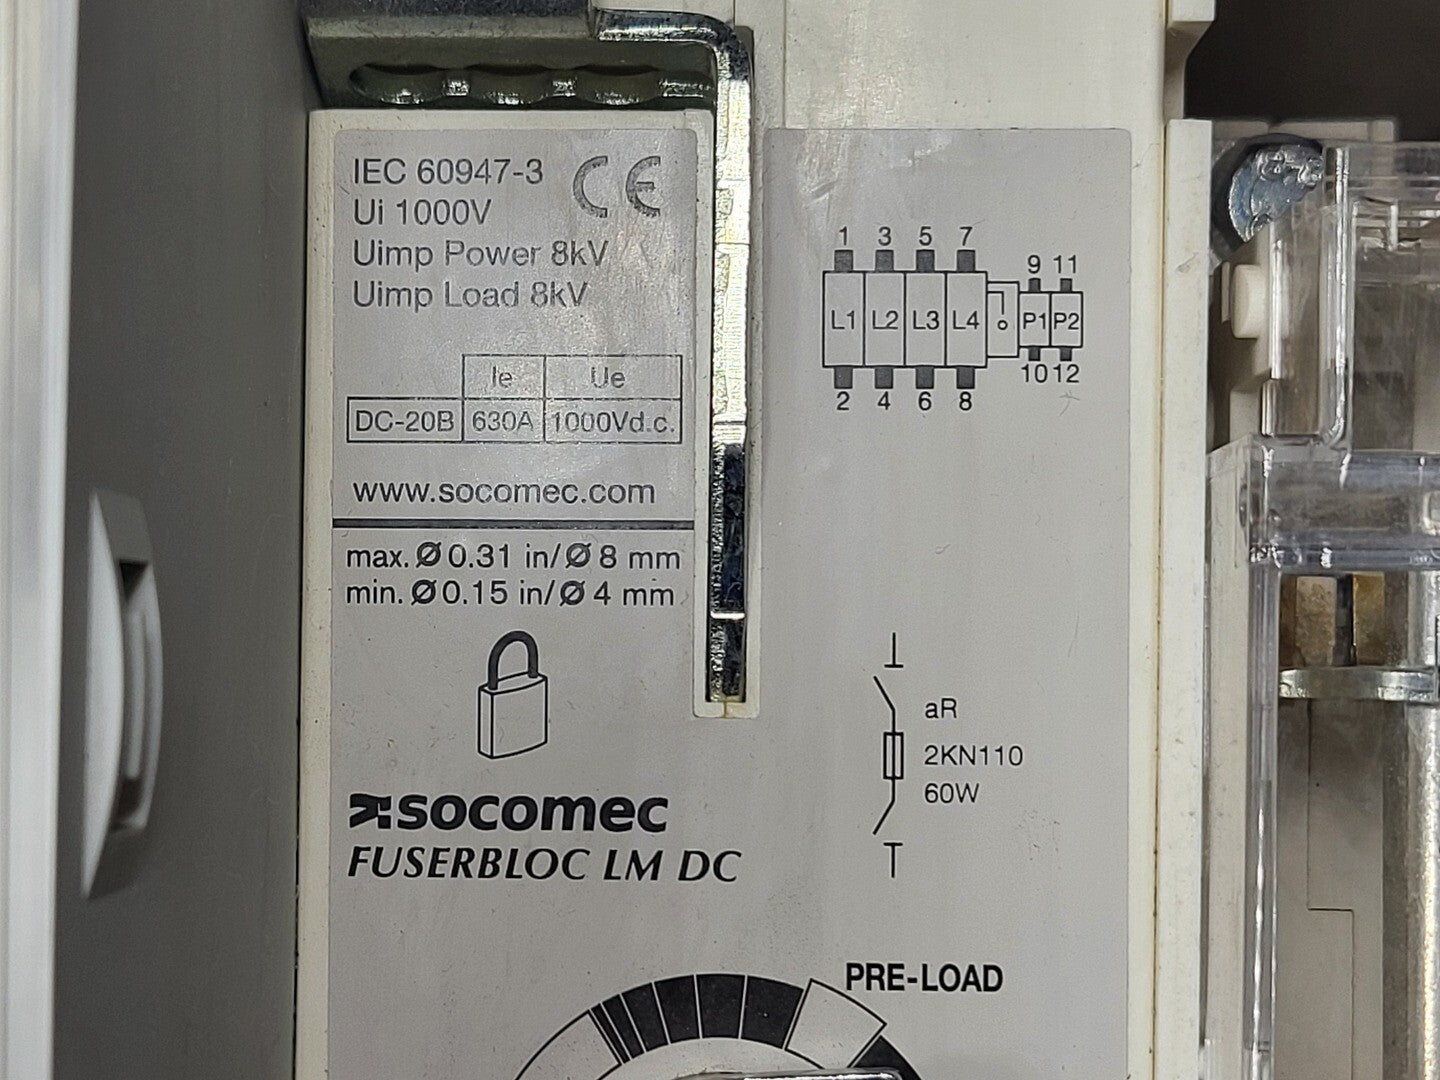 IEC 60947-3 CE
Ui 1000V
Uimp Power 8kV
Uimp Load 8kV
Ie Ue
DC-20B 630A 1000Vd.c.
www.socomec.com
max. Ø 0.31 in/Ø 8 mm
min. Ø 0.15 in/Ø 4 mm
socomec
FUSERBLOC LM DC
1 3 5 7
9 11
L1 L2 L3 L4 P1 P2
10 12
2 4 6 8
aR
2KN110
60W
PRE-LOAD